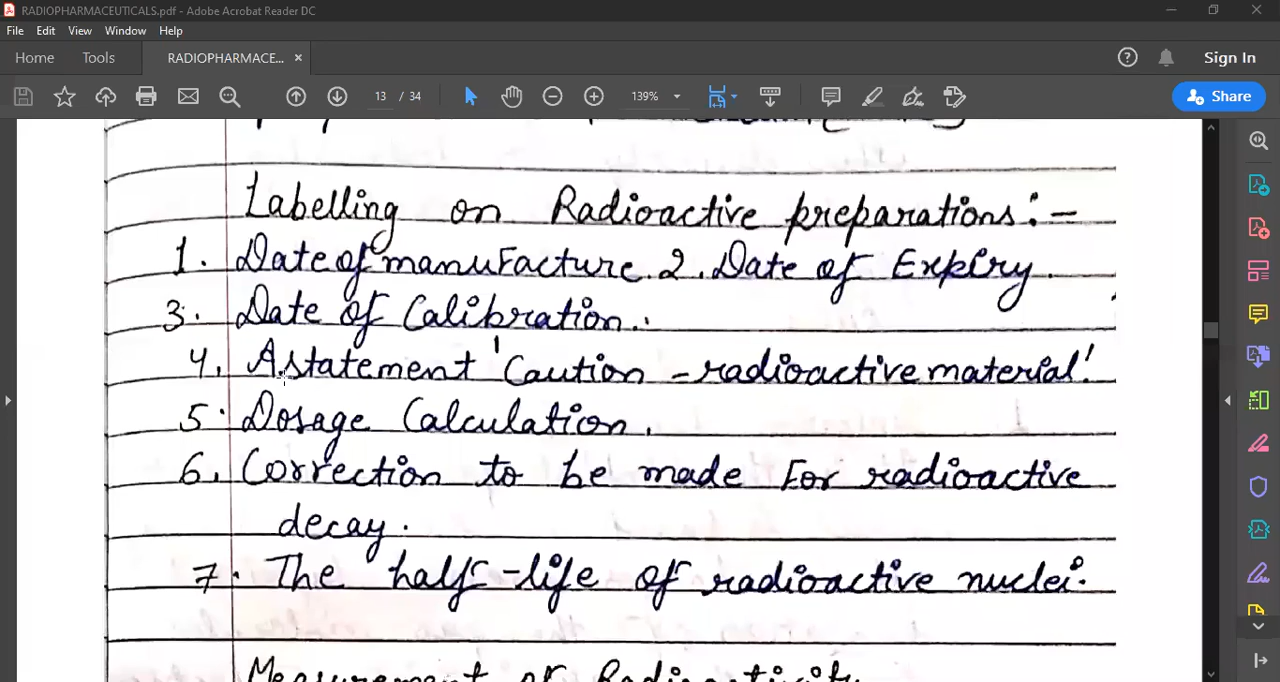 RADIOPHARMACEUTICALS.pdf - Adobe Acrobat Reader DC
File Edit View Window Help
Home Tools RADIOPHARMACE... × Sign In
13 / 34 139% Share
Labelling on Radioactive preparations:-
1. Date of manufacture. 2. Date of Expiry.
3. Date of Calibration.
4. A statement 'Caution - radioactive material'.
5. Dosage Calculation.
6. Correction to be made for radioactive
decay.
7. The half-life of radioactive nuclei.
Measurement of Radioactivity